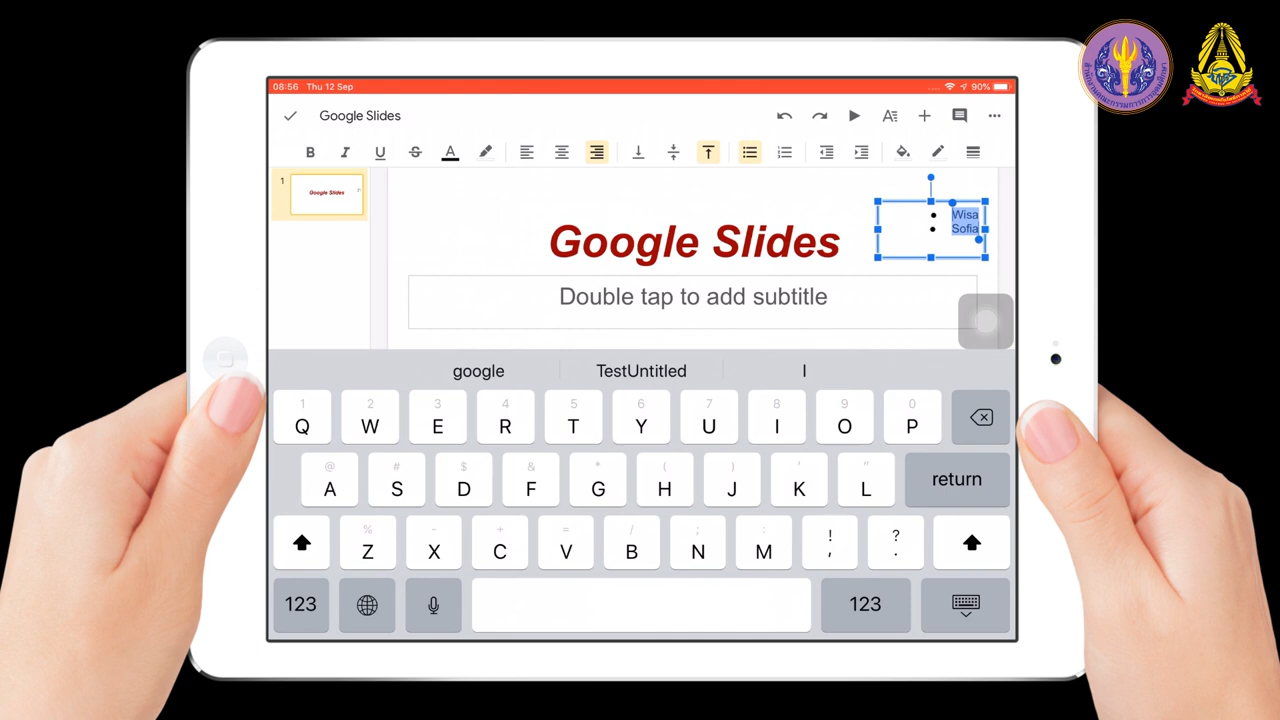 08:56 Thu 12 Sep
90%
Google Slides
B I U S A
1
Google Slides
Google Slides
Wisa
Sofia
Double tap to add subtitle
google TestUntitled I
1 2 3 4 5 6 7 8 9 0
Q W E R T Y U I O P
@ # $ & * ( ) ' "
A S D F G H J K L return
% - + = / ; : ! ?
Z X C V B N M , .
123 123